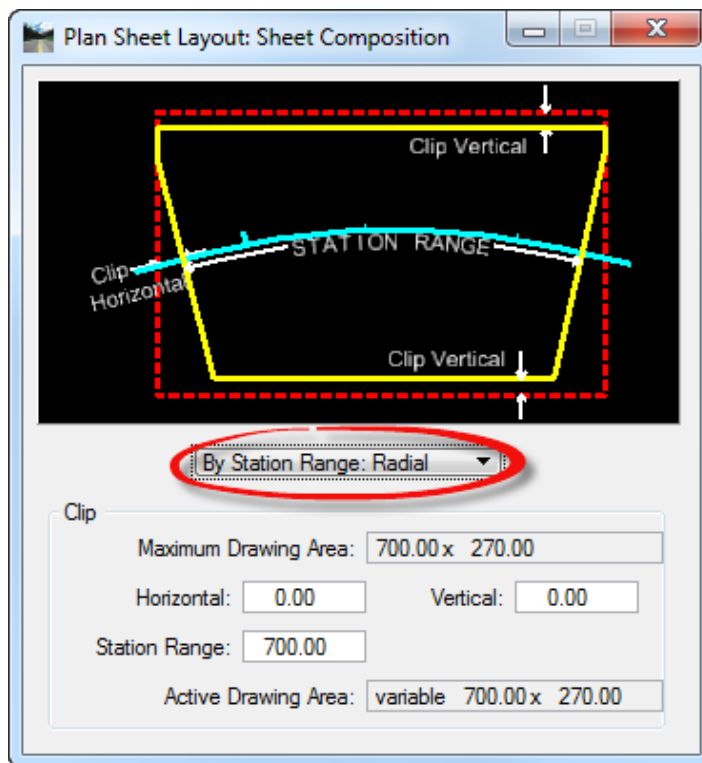 Plan Sheet Layout: Sheet Composition
Clip Vertical
STATION RANGE
Clip
Horizontal
Clip Vertical
By Station Range: Radial
Clip
Maximum Drawing Area: 700.00 x 270.00
Horizontal: 0.00 Vertical: 0.00
Station Range: 700.00
Active Drawing Area: variable 700.00 x 270.00